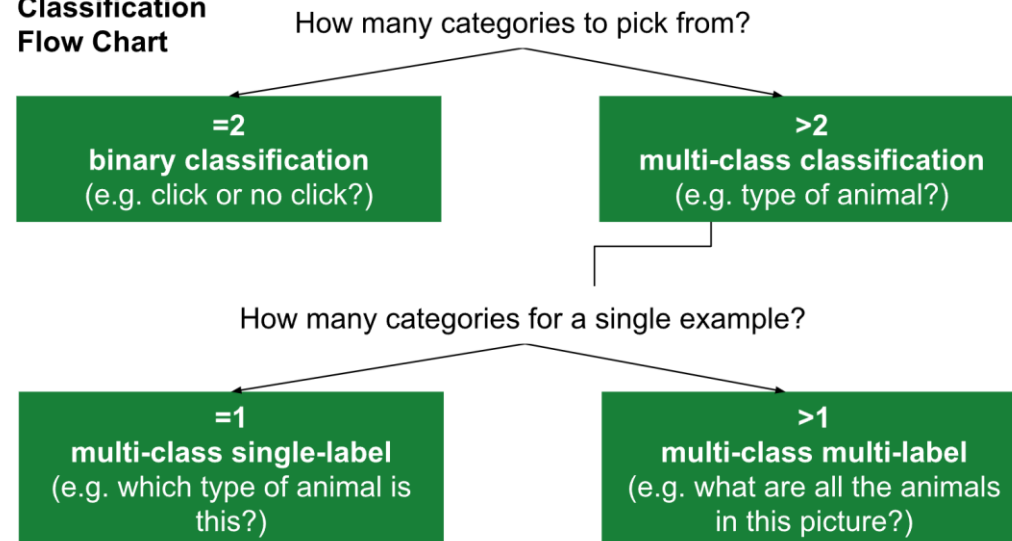 Classification
Flow Chart
How many categories to pick from?
=2
binary classification
(e.g. click or no click?)
>2
multi-class classification
(e.g. type of animal?)
How many categories for a single example?
=1
multi-class single-label
(e.g. which type of animal is
this?)
>1
multi-class multi-label
(e.g. what are all the animals
in this picture?)